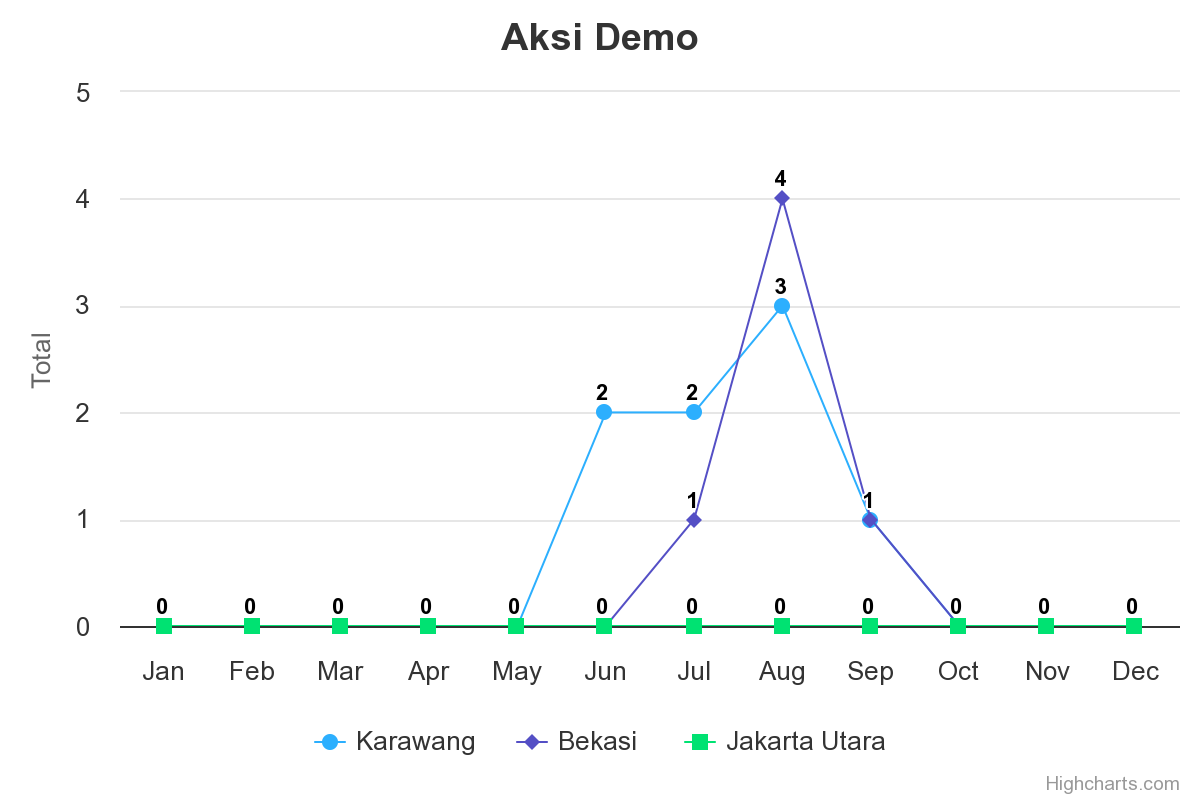 Aksi Demo
5
4
3
2
1
0
Total
4
3
2 2
1 1
0 0 0 0 0 0 0 0 0 0 0 0
Jan Feb Mar Apr May Jun Jul Aug Sep Oct Nov Dec
Karawang Bekasi Jakarta Utara
Highcharts.com